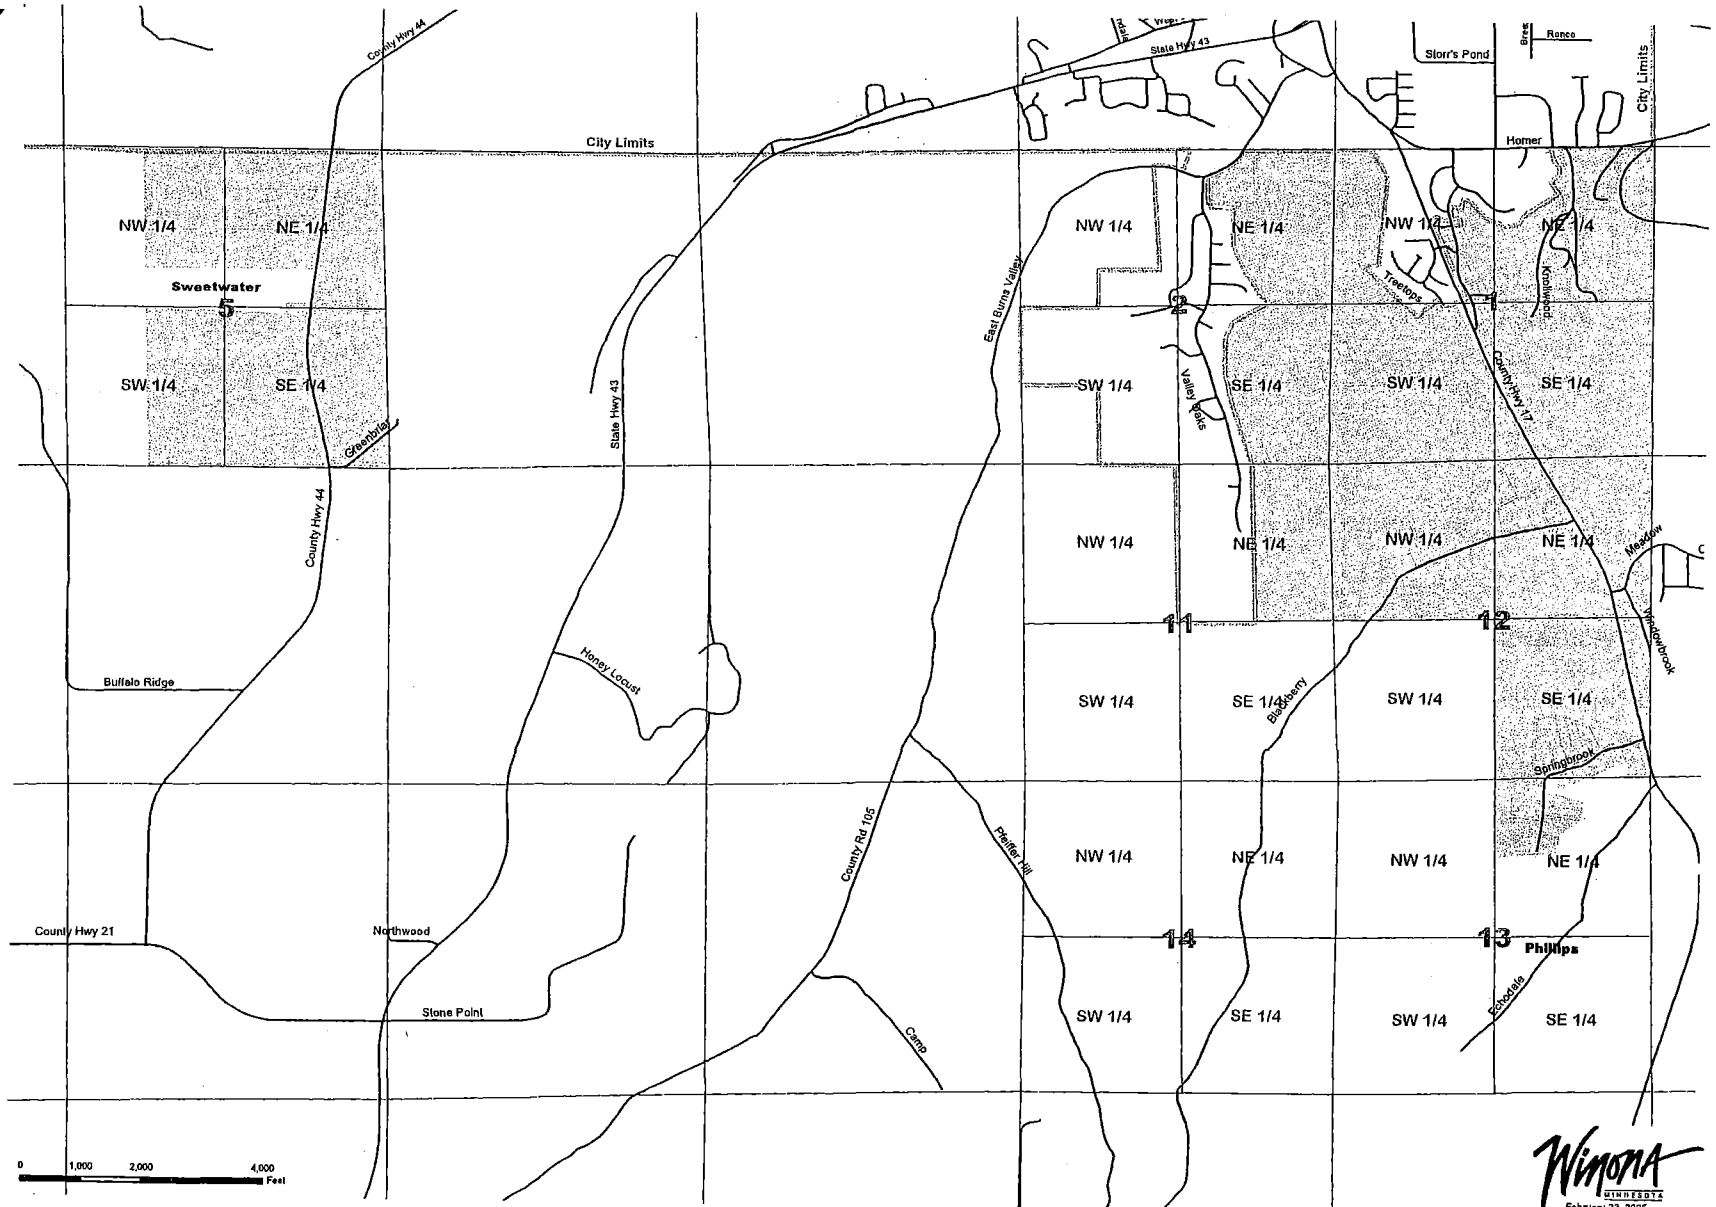 County Hwy 44
State Hwy 43
Storr's Pond
Ronco
City Limits
City Limits
Homer
NW 1/4
NE 1/4
NW 1/4
NE 1/4
NW 1/4
NE 1/4
Sweetwater
5
East Burns Valley
2
Treetops
1
Knollwood
SW 1/4
SE 1/4
State Hwy 43
SW 1/4
Valley Oaks
SE 1/4
SW 1/4
County Hwy 17
SE 1/4
Greenbriar
County Hwy 44
NW 1/4
NE 1/4
NW 1/4
NE 1/4
Meadow
11
12
Windowbrook
Honey Locust
Buffalo Ridge
SW 1/4
SE 1/4
Blackberry
SW 1/4
SE 1/4
Springbrook
County Rd 105
Pfeiffer Hill
NW 1/4
NE 1/4
NW 1/4
NE 1/4
County Hwy 21
Northwood
14
13
Phillips
Stone Point
Camp
SW 1/4
SE 1/4
SW 1/4
Echodale
SE 1/4
0 1,000 2,000 4,000
Feet
Winona
MINNESOTA